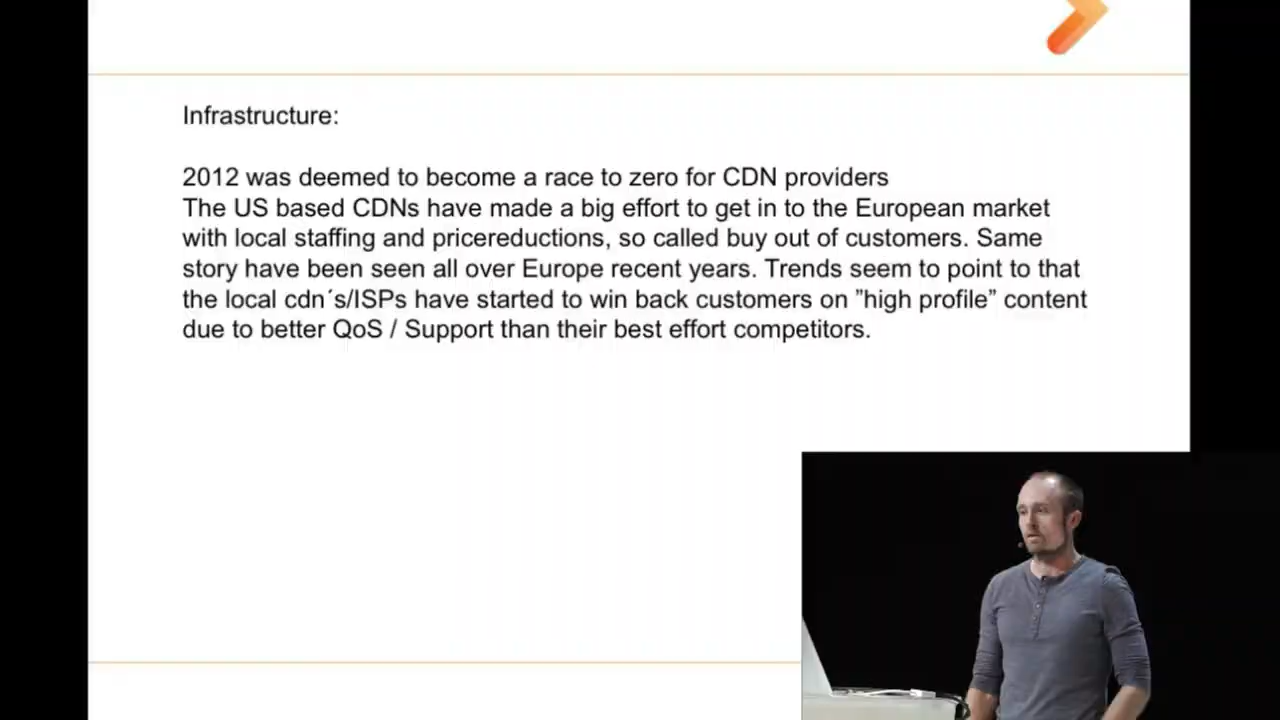 Infrastructure:
2012 was deemed to become a race to zero for CDN providers
The US based CDNs have made a big effort to get in to the European market
with local staffing and pricereductions, so called buy out of customers. Same
story have been seen all over Europe recent years. Trends seem to point to that
the local cdn´s/ISPs have started to win back customers on ”high profile” content
due to better QoS / Support than their best effort competitors.